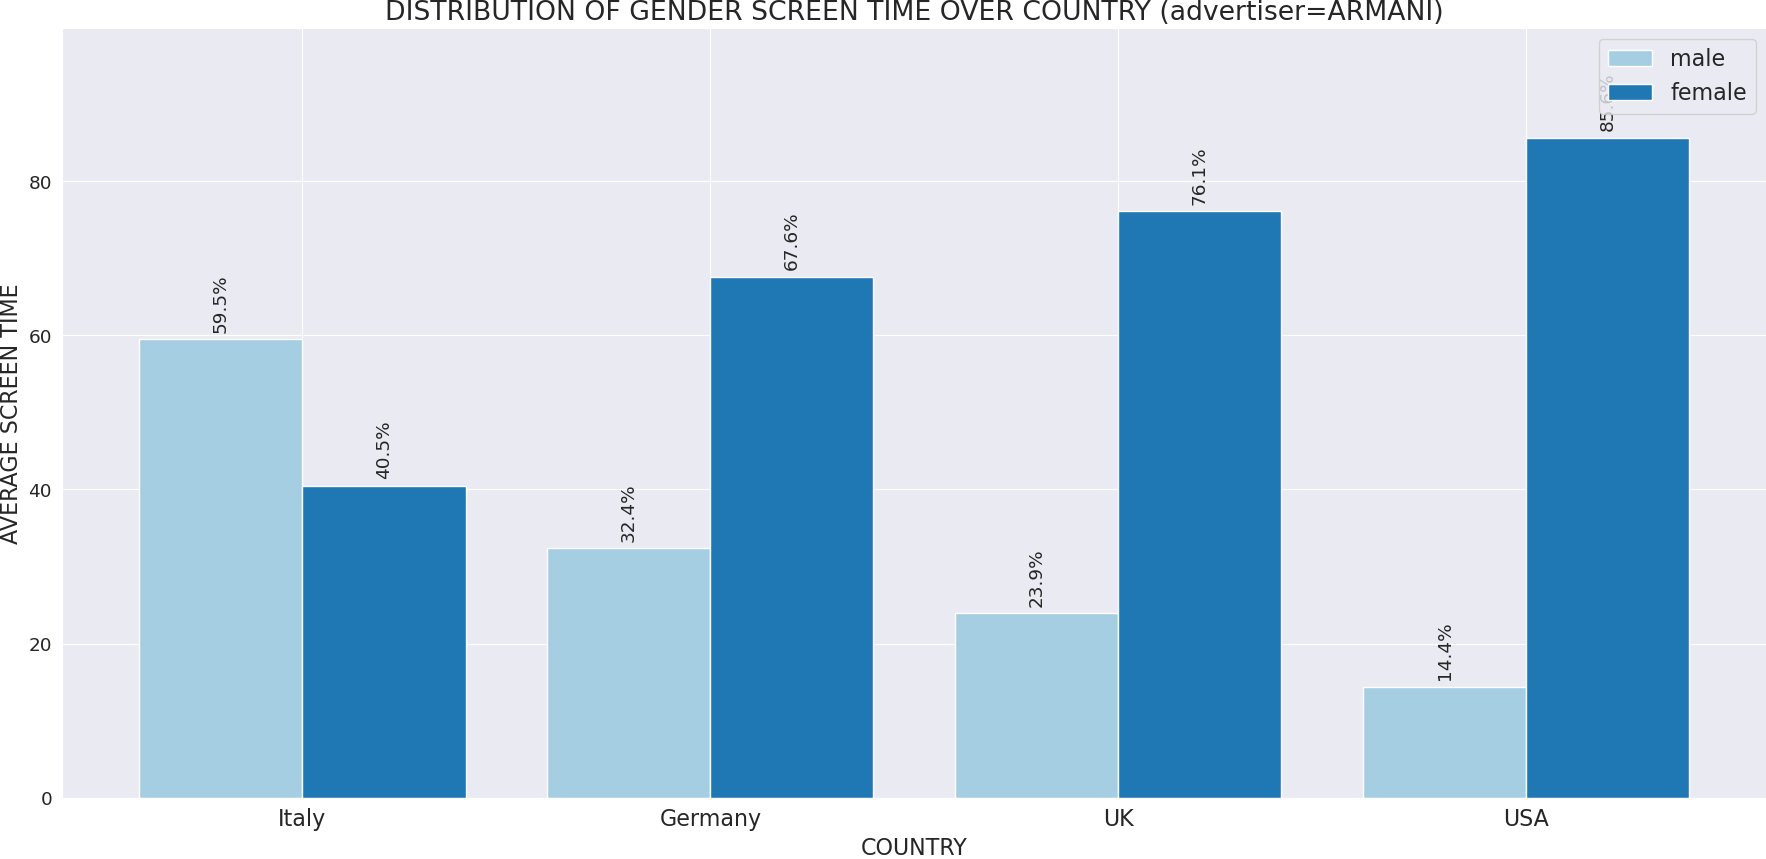 DISTRIBUTION OF GENDER SCREEN TIME OVER COUNTRY (advertiser=ARMANI)
male
female
AVERAGE SCREEN TIME
80
60
40
20
0
59.5%
40.5%
32.4%
67.6%
23.9%
76.1%
14.4%
85.6%
Italy
Germany
UK
USA
COUNTRY